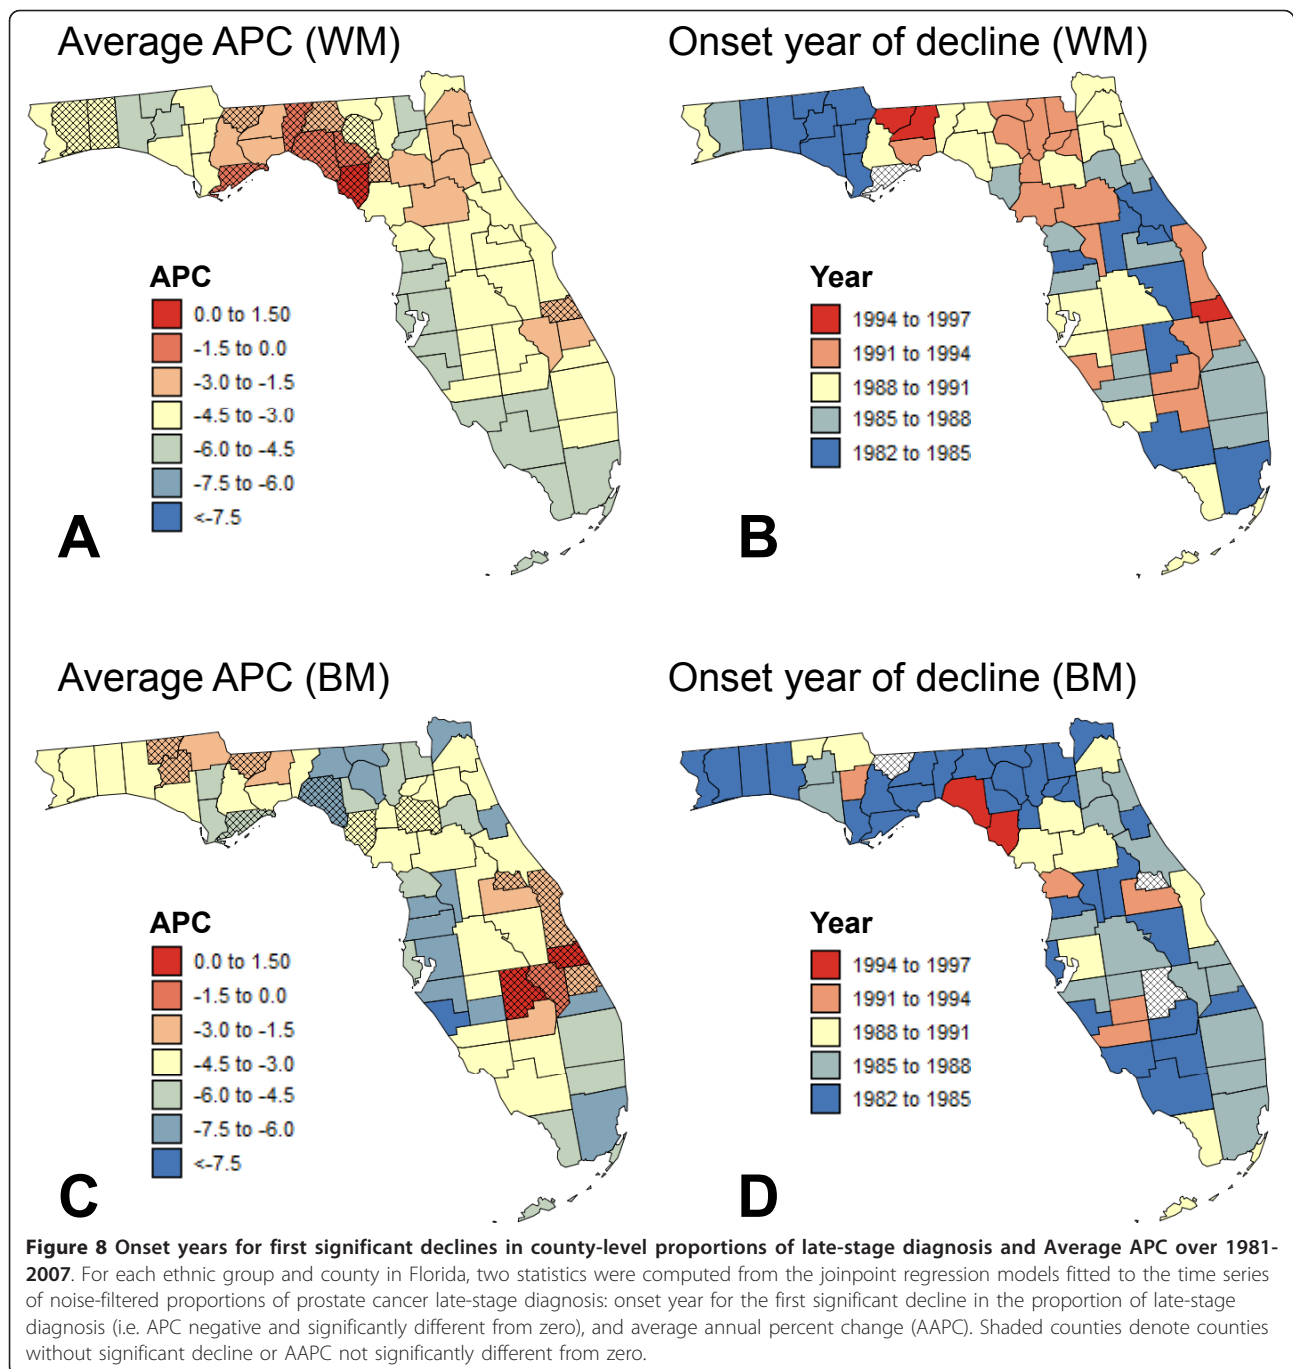 Average APC (WM)
Onset year of decline (WM)
APC
0.0 to 1.50
-1.5 to 0.0
-3.0 to -1.5
-4.5 to -3.0
-6.0 to -4.5
-7.5 to -6.0
<-7.5
A
Year
1994 to 1997
1991 to 1994
1988 to 1991
1985 to 1988
1982 to 1985
B
Average APC (BM)
Onset year of decline (BM)
APC
0.0 to 1.50
-1.5 to 0.0
-3.0 to -1.5
-4.5 to -3.0
-6.0 to -4.5
-7.5 to -6.0
<-7.5
C
Year
1994 to 1997
1991 to 1994
1988 to 1991
1985 to 1988
1982 to 1985
D
Figure 8 Onset years for first significant declines in county-level proportions of late-stage diagnosis and Average APC over 1981-
2007. For each ethnic group and county in Florida, two statistics were computed from the joinpoint regression models fitted to the time series
of noise-filtered proportions of prostate cancer late-stage diagnosis: onset year for the first significant decline in the proportion of late-stage
diagnosis (i.e. APC negative and significantly different from zero), and average annual percent change (AAPC). Shaded counties denote counties
without significant decline or AAPC not significantly different from zero.